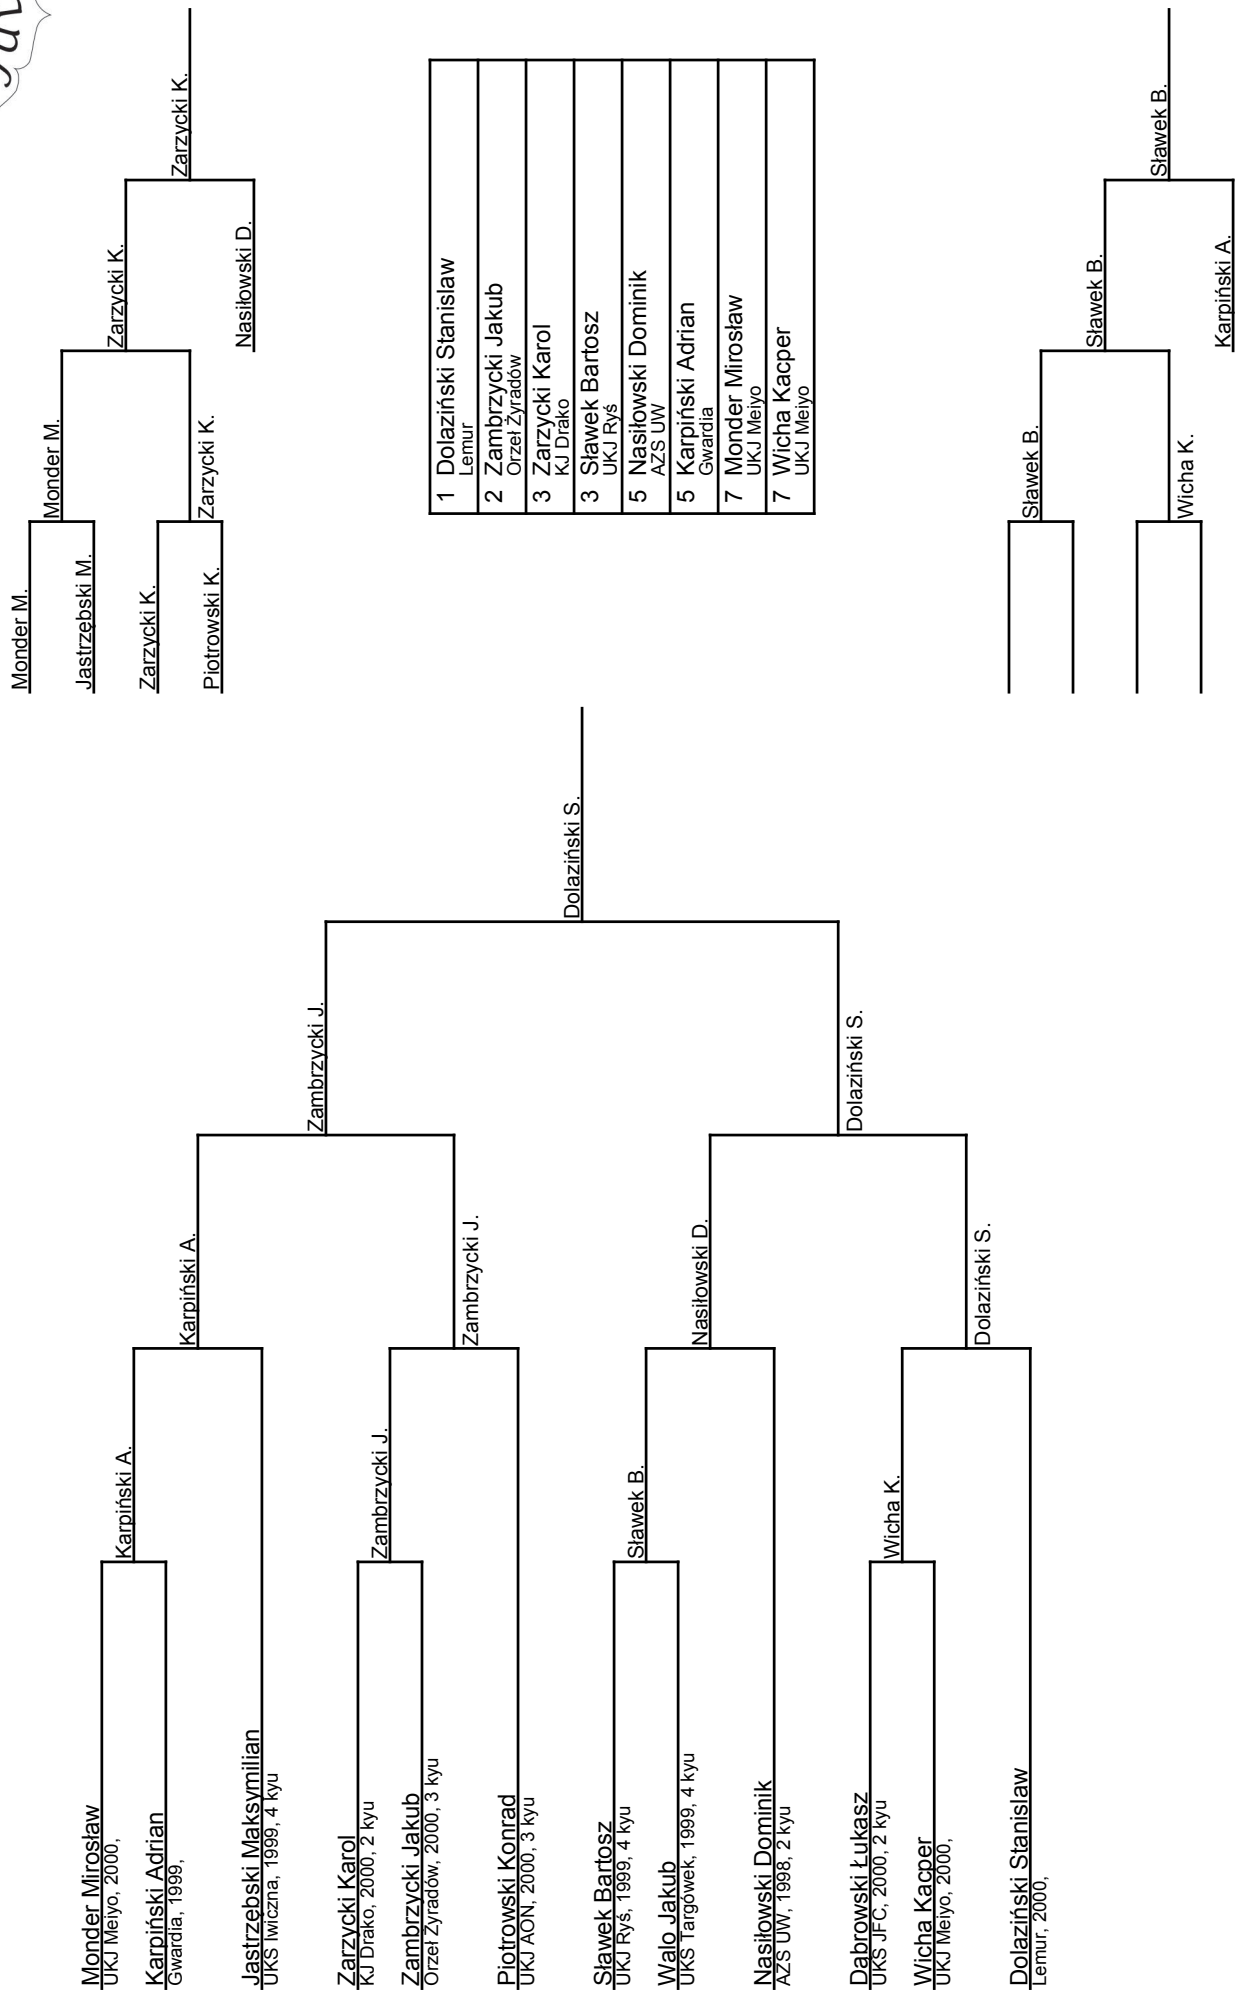 Monder Mirosław
UKJ Meiyo, 2000,
Karpiński Adrian
Gwardia, 1999,
Jastrzębski Maksymilian
UKS Iwiczna, 1999, 4 kyu
Zarzycki Karol
KJ Drako, 2000, 2 kyu
Zambrzycki Jakub
Orzeł Żyradów, 2000, 3 kyu
Piotrowski Konrad
UKJ AON, 2000, 3 kyu
Sławek Bartosz
UKJ Ryś, 1999, 4 kyu
Walo Jakub
UKS Targówek, 1999, 4 kyu
Nasiłowski Dominik
AZS UW, 1998, 2 kyu
Dąbrowski Łukasz
UKS JFC, 2000, 2 kyu
Wicha Kacper
UKJ Meiyo, 2000,
Dolaziński Stanislaw
Lemur, 2000,
Karpiński A.
Zambrzycki J.
Sławek B.
Wicha K.
Karpiński A.
Zambrzycki J.
Nasiłowski D.
Dolaziński S.
Zambrzycki J.
Dolaziński S.
Dolaziński S.
Monder M.
Jastrzębski M.
Zarzycki K.
Piotrowski K.
Monder M.
Zarzycki K.
Zarzycki K.
Nasiłowski D.
Zarzycki K.
1 Dolaziński Stanislaw
Lemur
2 Zambrzycki Jakub
Orzeł Żyradów
3 Zarzycki Karol
KJ Drako
3 Sławek Bartosz
UKJ Ryś
5 Nasiłowski Dominik
AZS UW
5 Karpiński Adrian
Gwardia
7 Monder Mirosław
UKJ Meiyo
7 Wicha Kacper
UKJ Meiyo
Sławek B.
Wicha K.
Sławek B.
Karpiński A.
Sławek B.